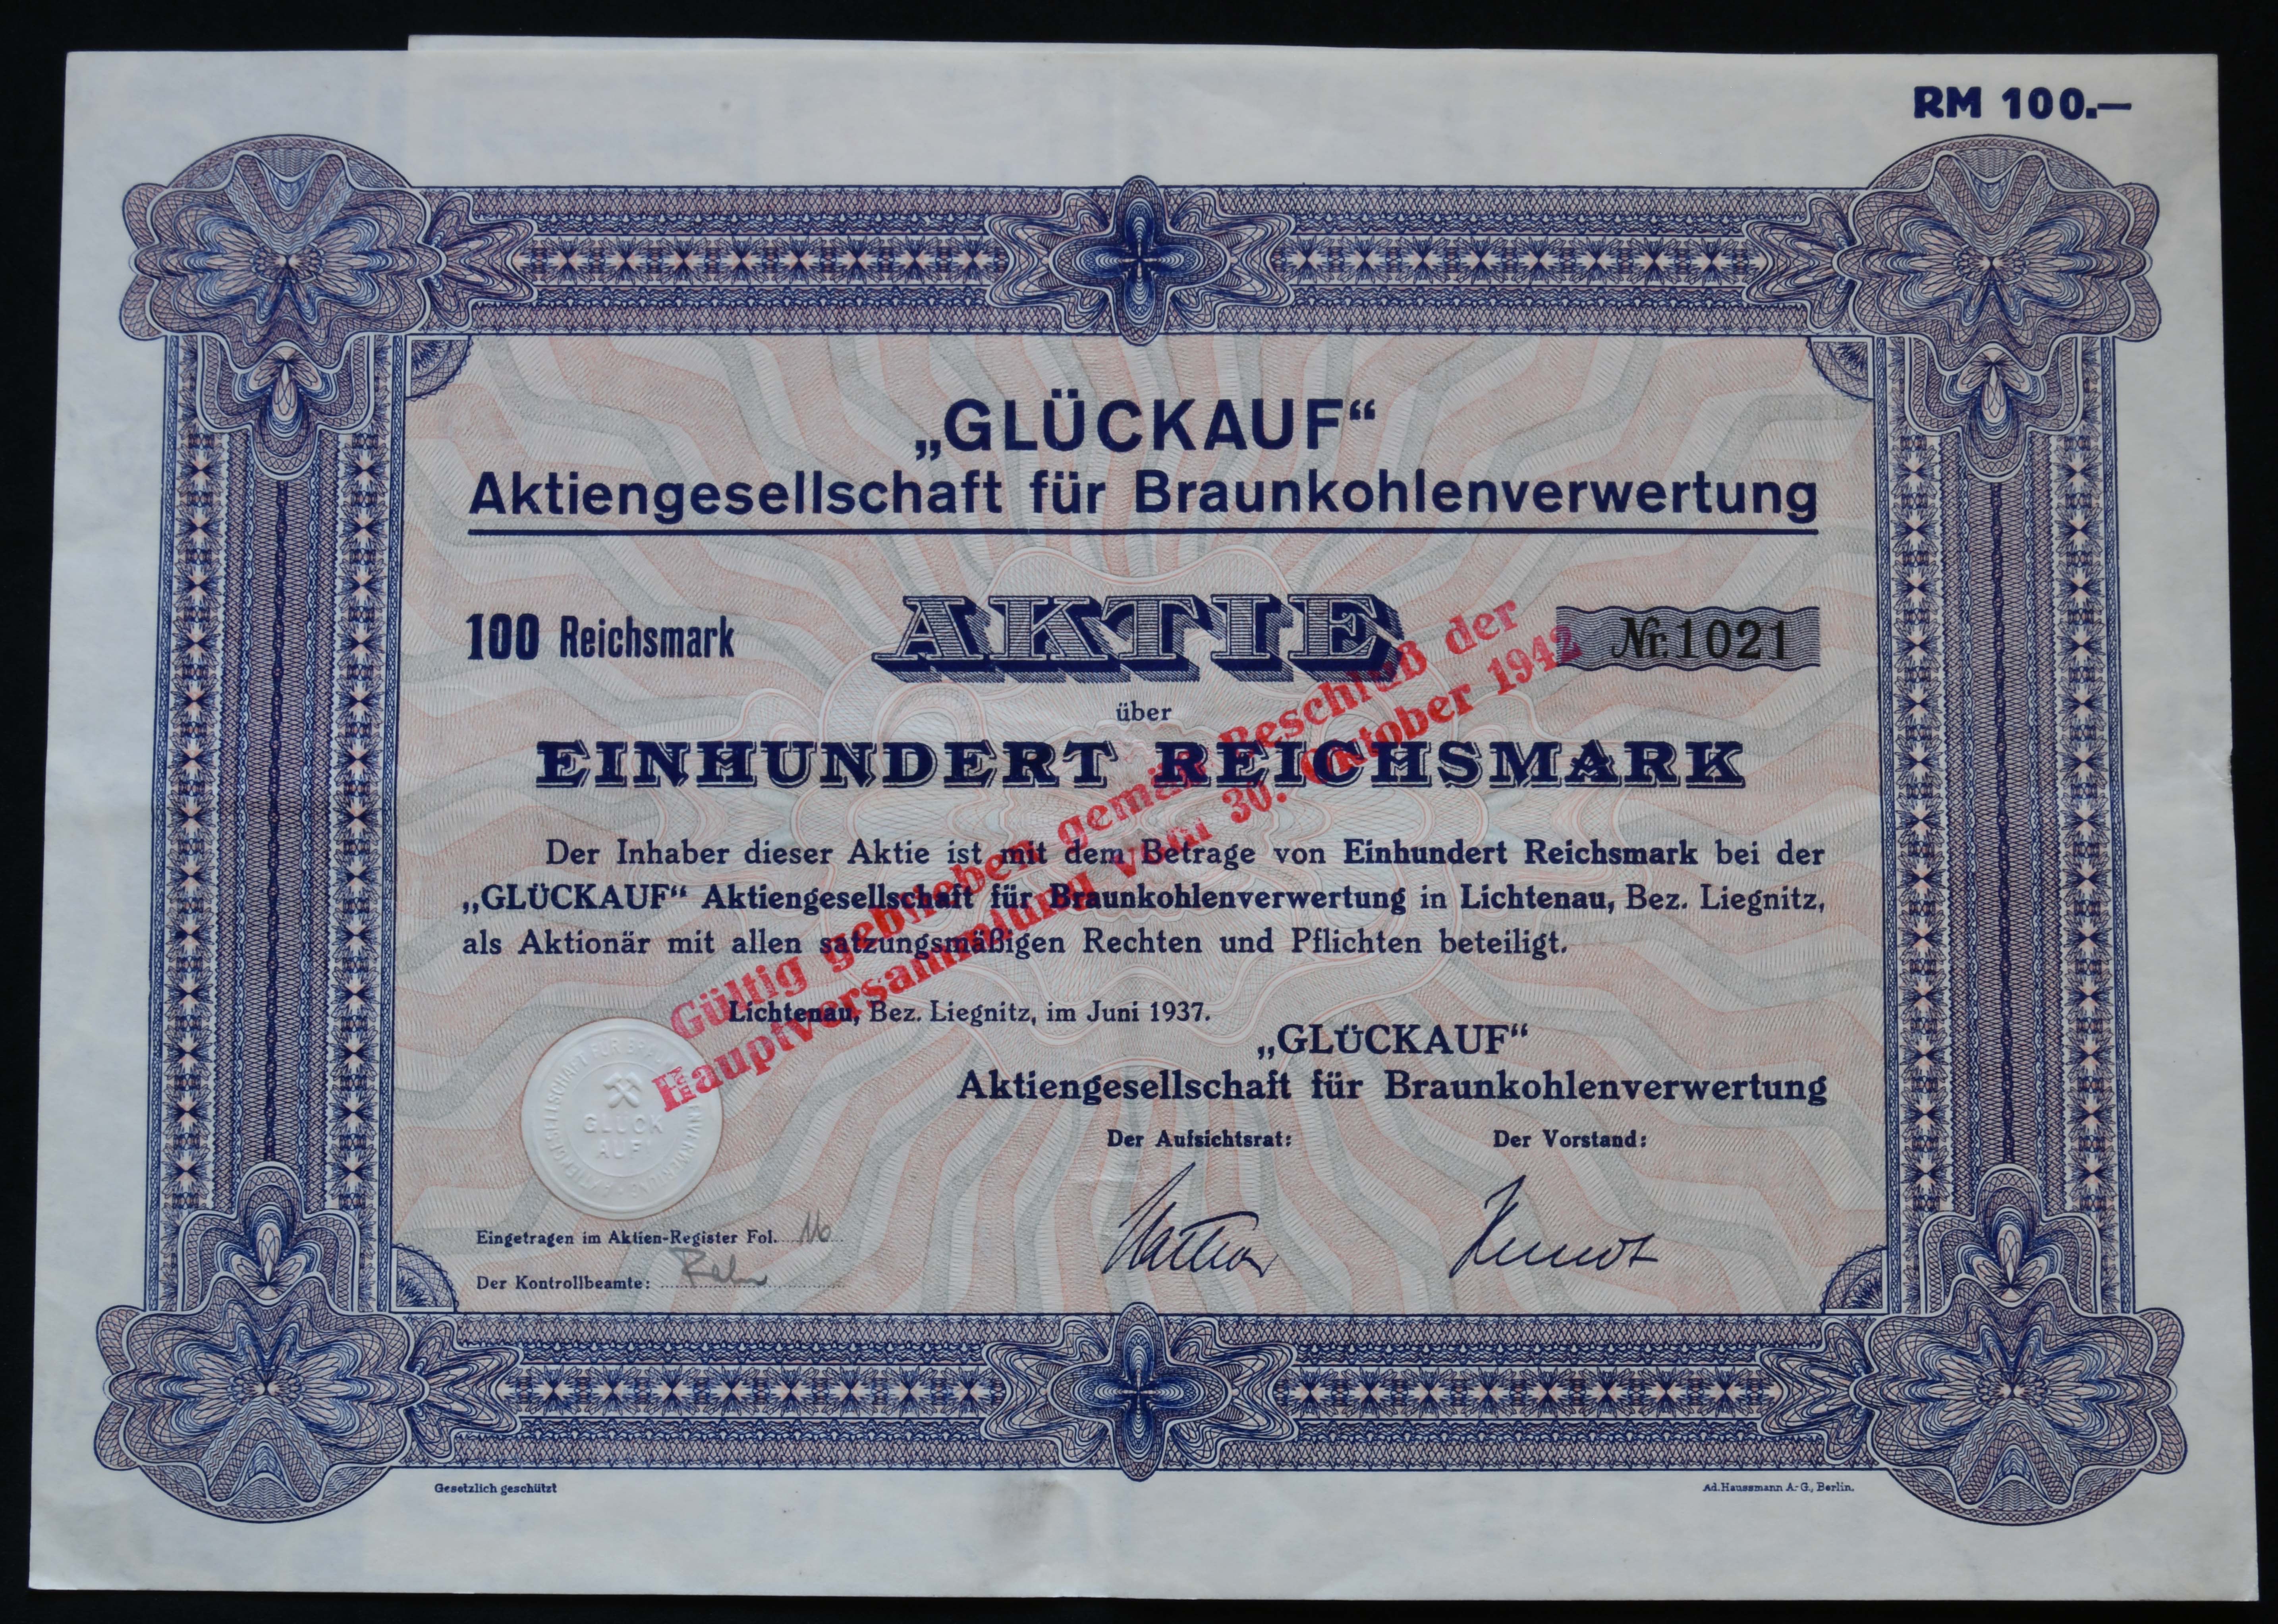 RM 100.—
„GLÜCKAUF“
Aktiengesellschaft für Braunkohlenverwertung
100 Reichsmark
AKTIE
Nr. 1021
über
EINHUNDERT REICHSMARK
Gültig geblieben gemäß Beschluß der
Hauptversammlung vom 30. Oktober 1942
Der Inhaber dieser Aktie ist mit dem Betrage von Einhundert Reichsmark bei der
„GLÜCKAUF“ Aktiengesellschaft für Braunkohlenverwertung in Lichtenau, Bez. Liegnitz,
als Aktionär mit allen satzungsmäßigen Rechten und Pflichten beteiligt.
Lichtenau, Bez. Liegnitz, im Juni 1937.
„GLÜCKAUF“
Aktiengesellschaft für Braunkohlenverwertung
Der Aufsichtsrat:
Der Vorstand:
GLÜCK
AUF
Eingetragen im Aktien-Register Fol.
Der Kontrollbeamte:
Gesetzlich geschützt
Ad. Haussmann A.-G., Berlin.